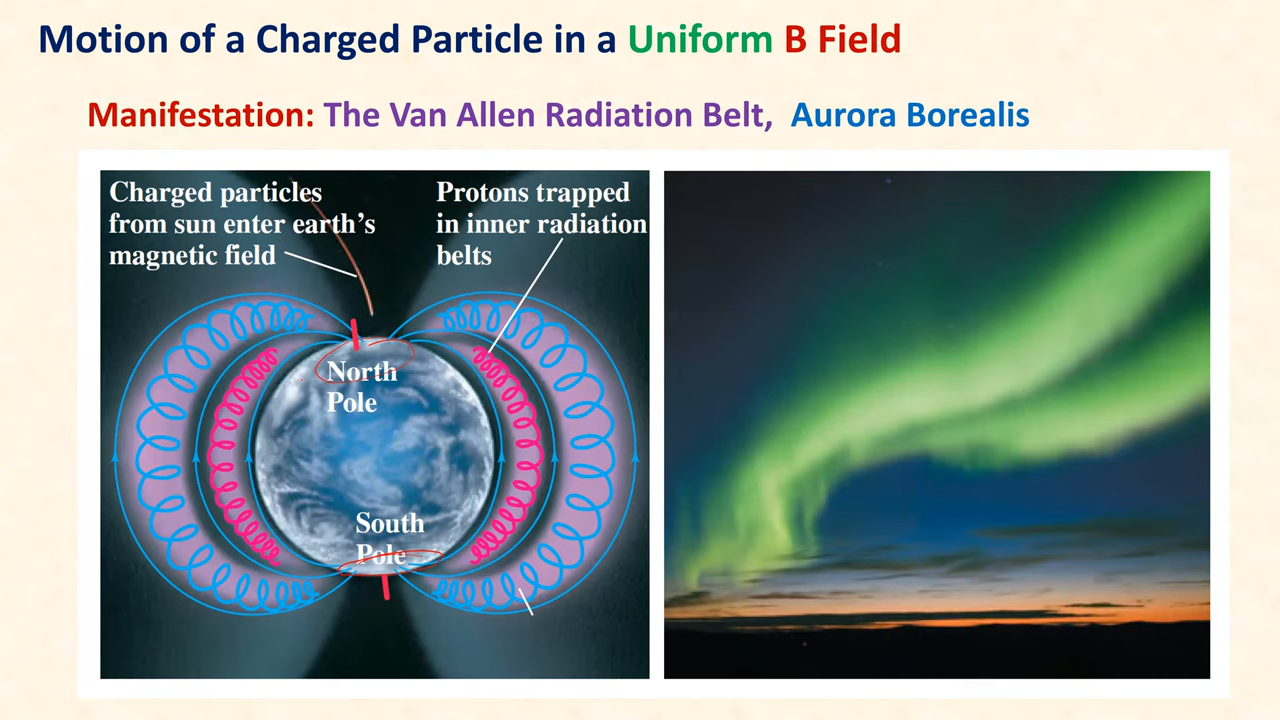 Motion of a Charged Particle in a Uniform B Field
Manifestation: The Van Allen Radiation Belt, Aurora Borealis
Charged particles
from sun enter earth's
magnetic field
Protons trapped
in inner radiation
belts
North
Pole
South
Pole